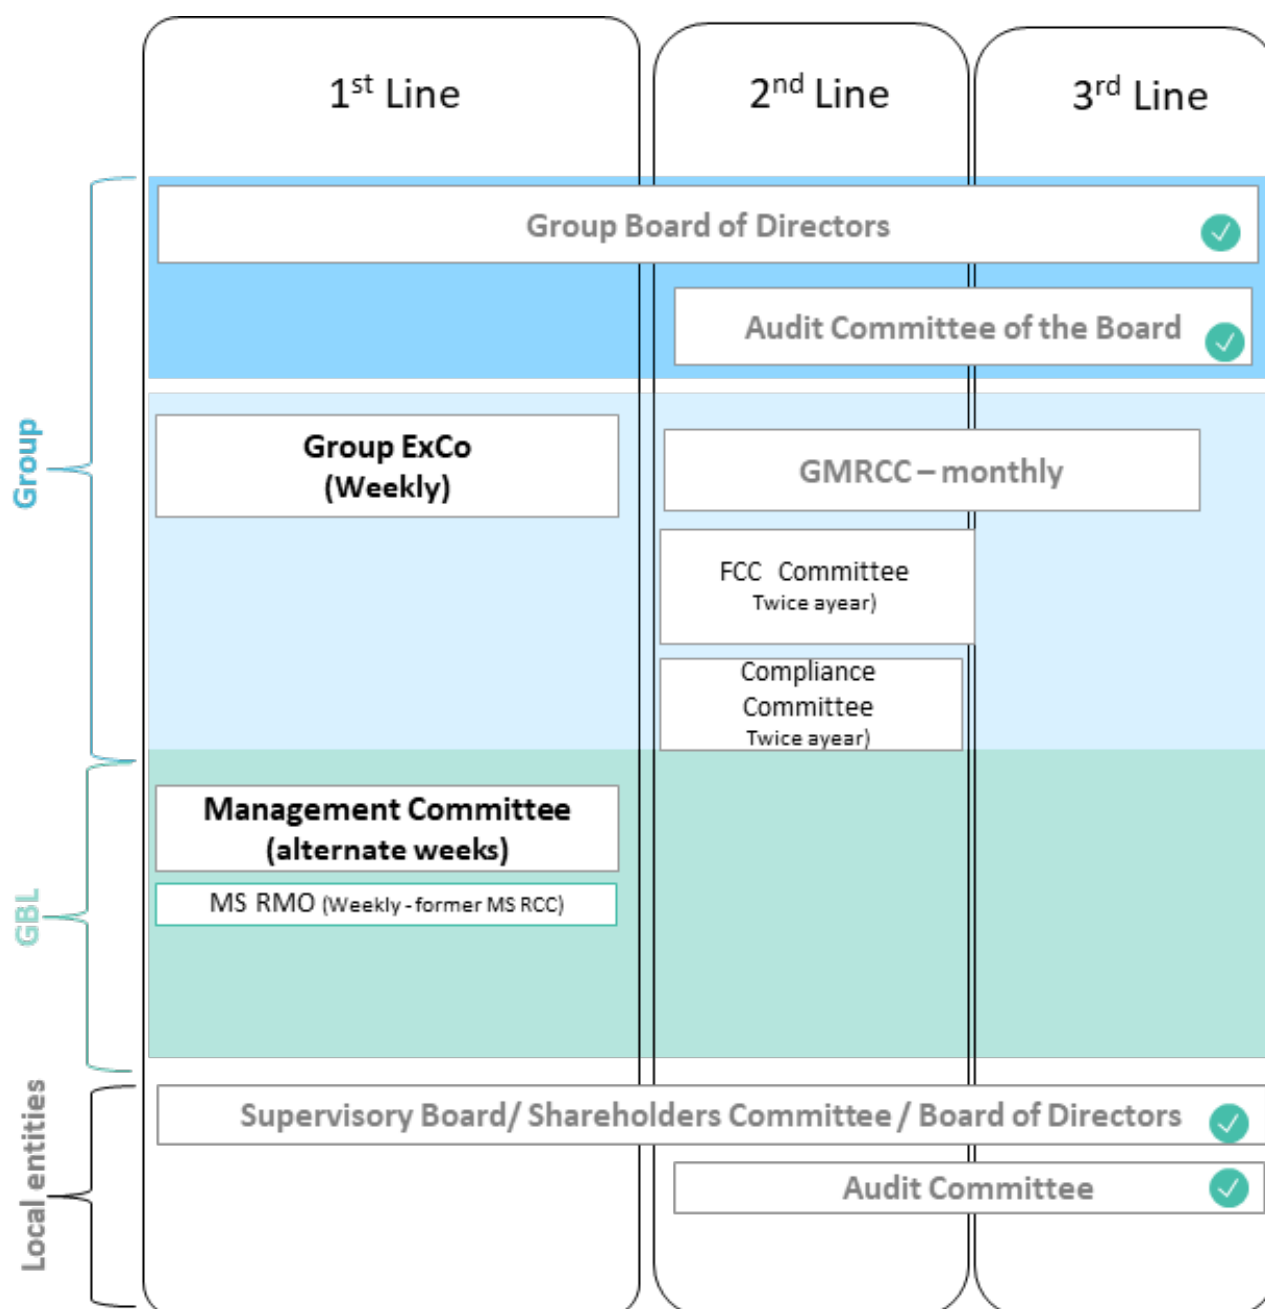 1st Line
2nd Line
3rd Line
Group
Group Board of Directors
Audit Committee of the Board
Group ExCo
(Weekly)
GMRCC – monthly
FCC Committee
Twice ayear)
Compliance
Committee
Twice ayear)
GBL
Management Committee
(alternate weeks)
MS RMO (Weekly - former MS RCC)
Local entities
Supervisory Board/ Shareholders Committee / Board of Directors
Audit Committee